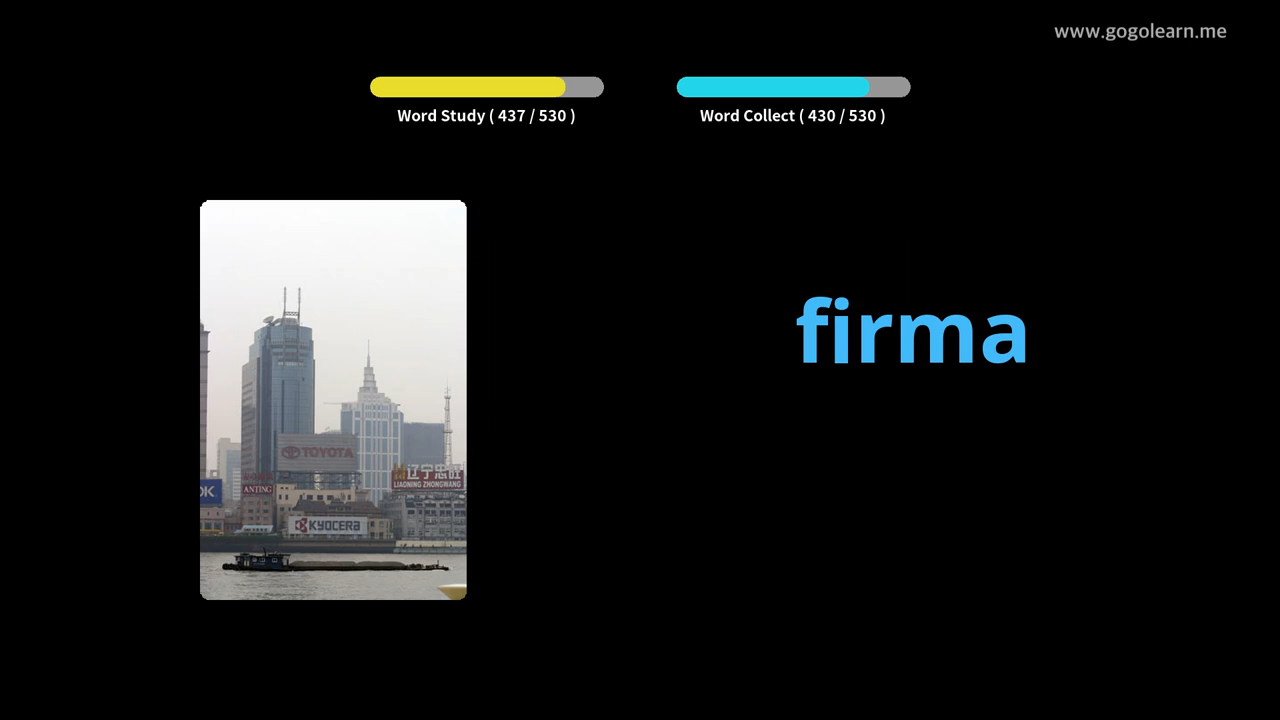 www.gogolearn.me
Word Study ( 437 / 530 )
Word Collect ( 430 / 530 )
firma
TOYOTA
辽宁忠旺
LIAONING ZHONGWANG
ANTING
KYOCERA